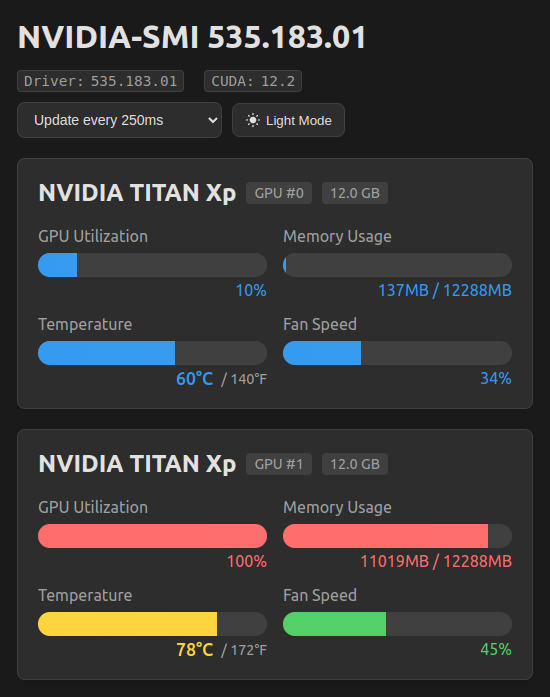 NVIDIA-SMI 535.183.01
Driver: 535.183.01 CUDA: 12.2
Update every 250ms Light Mode
NVIDIA TITAN Xp GPU #0 12.0 GB
GPU Utilization Memory Usage
10% 137MB / 12288MB
Temperature Fan Speed
60°C / 140°F 34%
NVIDIA TITAN Xp GPU #1 12.0 GB
GPU Utilization Memory Usage
100% 11019MB / 12288MB
Temperature Fan Speed
78°C / 172°F 45%